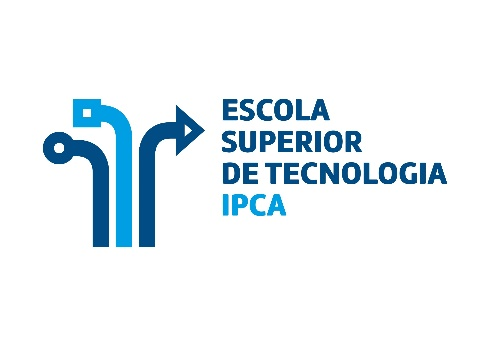 ESCOLA
SUPERIOR
DE TECNOLOGIA
IPCA